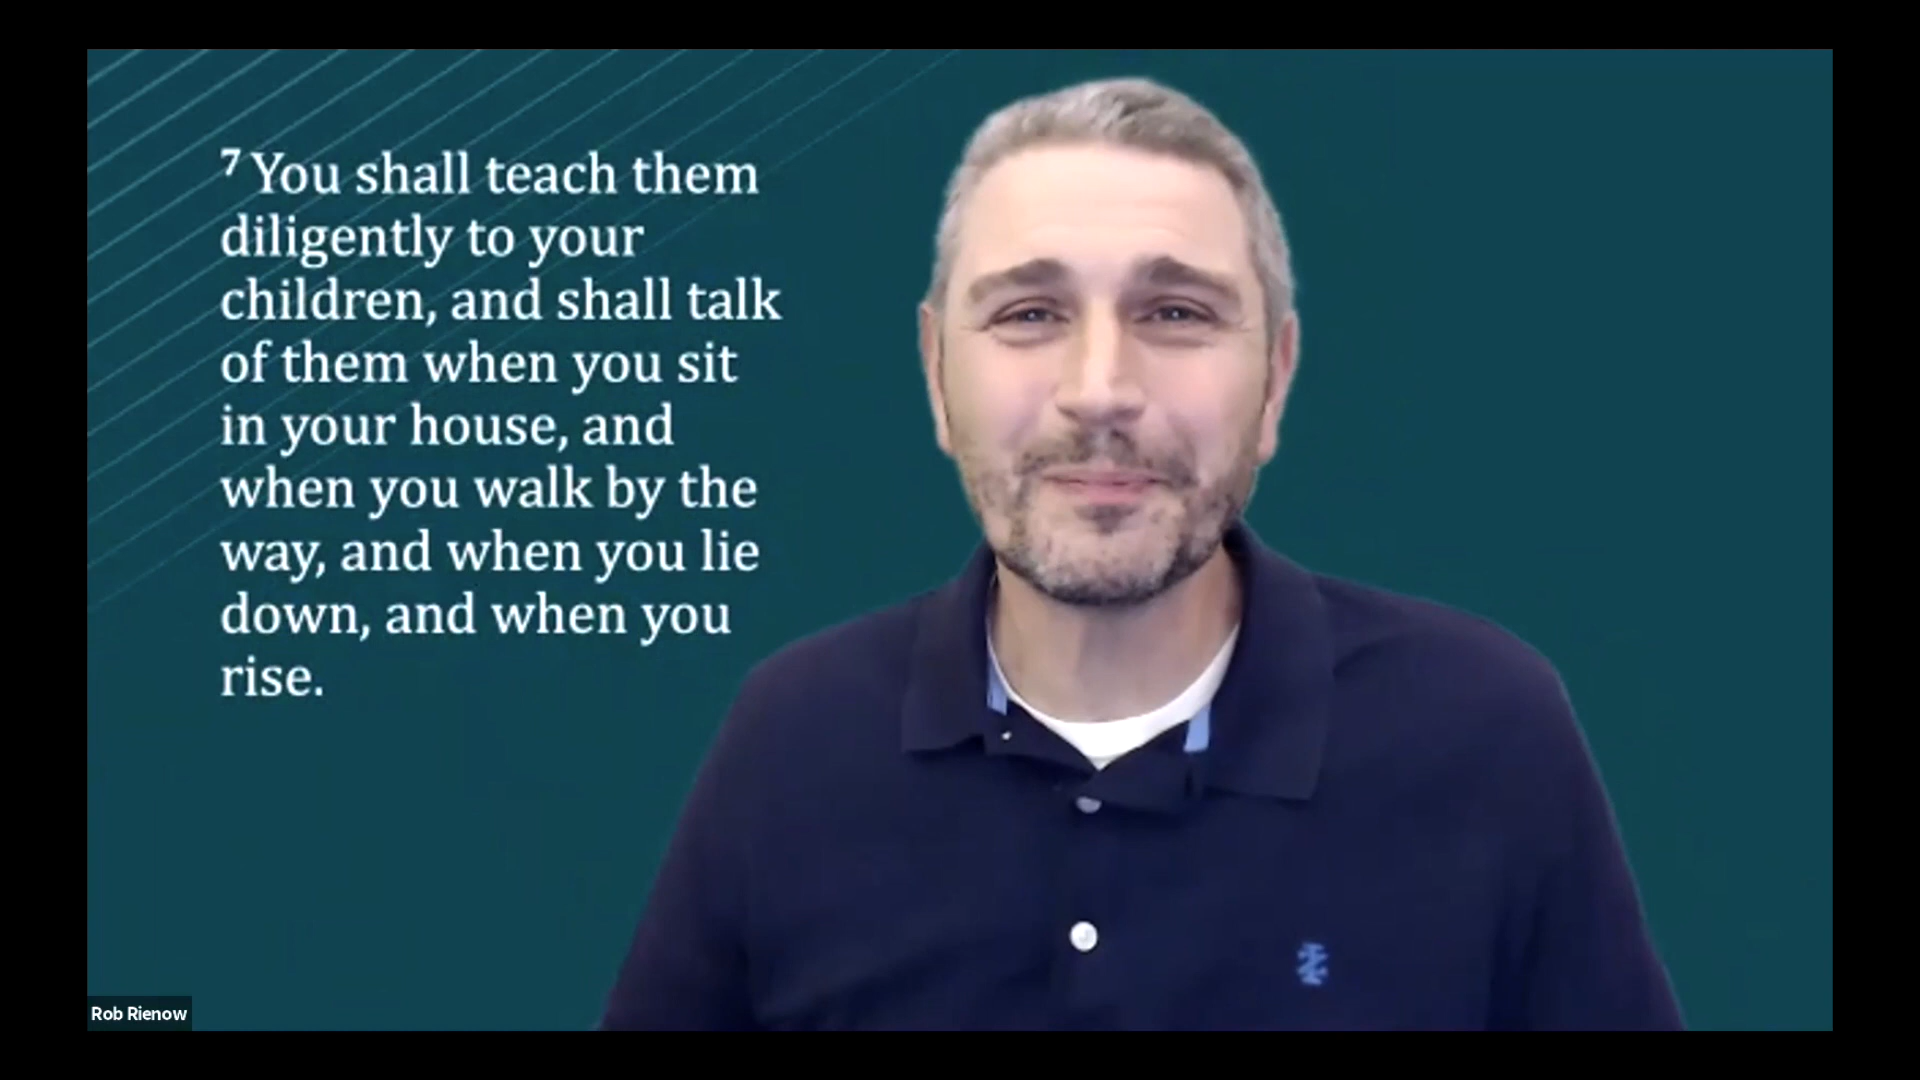 7 You shall teach them
diligently to your
children, and shall talk
of them when you sit
in your house, and
when you walk by the
way, and when you lie
down, and when you
rise.
Rob Rienow